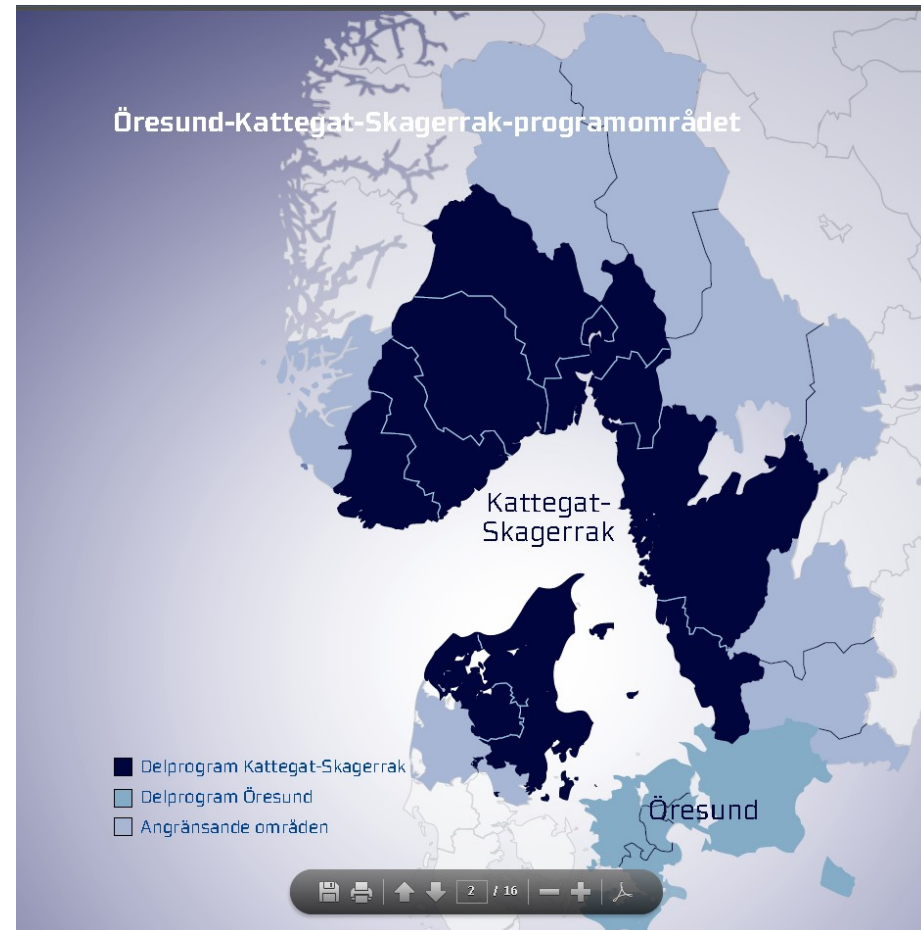 Öresund-Kattegat-Skagerrak-programområdet
Kattegat-
Skagerrak
Delprogram Kattegat-Skagerrak
Delprogram Öresund
Angränsande områden
Öresund
2 / 16